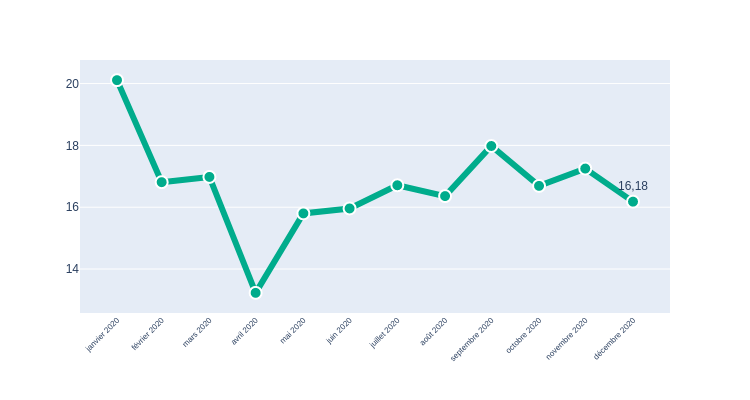 20
18
16
14
16,18
janvier 2020
février 2020
mars 2020
avril 2020
mai 2020
juin 2020
juillet 2020
août 2020
septembre 2020
octobre 2020
novembre 2020
décembre 2020